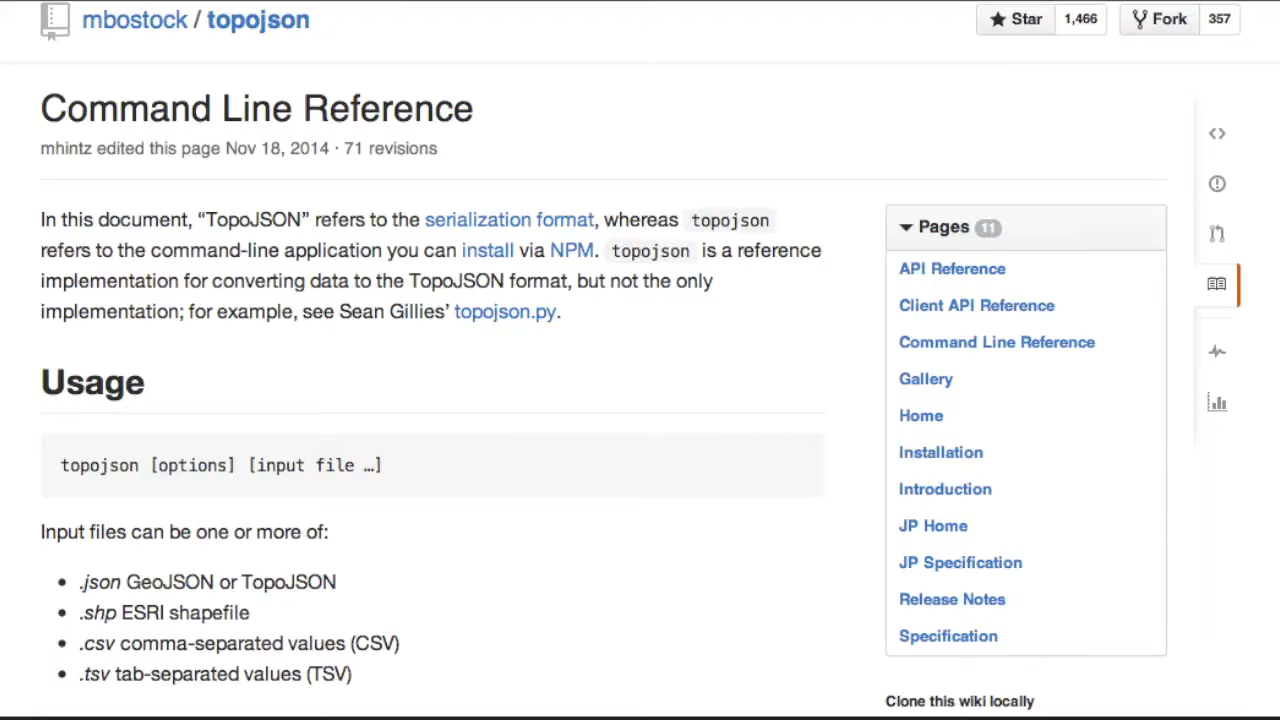 mbostock / topojson
Star 1,466 Fork 357
Command Line Reference
mhintz edited this page Nov 18, 2014 · 71 revisions
In this document, “TopoJSON” refers to the serialization format, whereas topojson
refers to the command-line application you can install via NPM. topojson is a reference
implementation for converting data to the TopoJSON format, but not the only
implementation; for example, see Sean Gillies’ topojson.py.
Usage
topojson [options] [input file …]
Input files can be one or more of:
• .json GeoJSON or TopoJSON
• .shp ESRI shapefile
• .csv comma-separated values (CSV)
• .tsv tab-separated values (TSV)
Pages 11
API Reference
Client API Reference
Command Line Reference
Gallery
Home
Installation
Introduction
JP Home
JP Specification
Release Notes
Specification
Clone this wiki locally